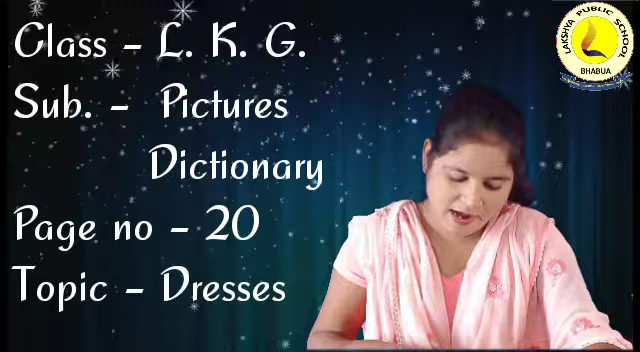 Class - L. K. G.
Sub. - Pictures
Dictionary
Page no - 20
Topic - Dresses
LAKSHYA PUBLIC SCHOOL
BHABUA